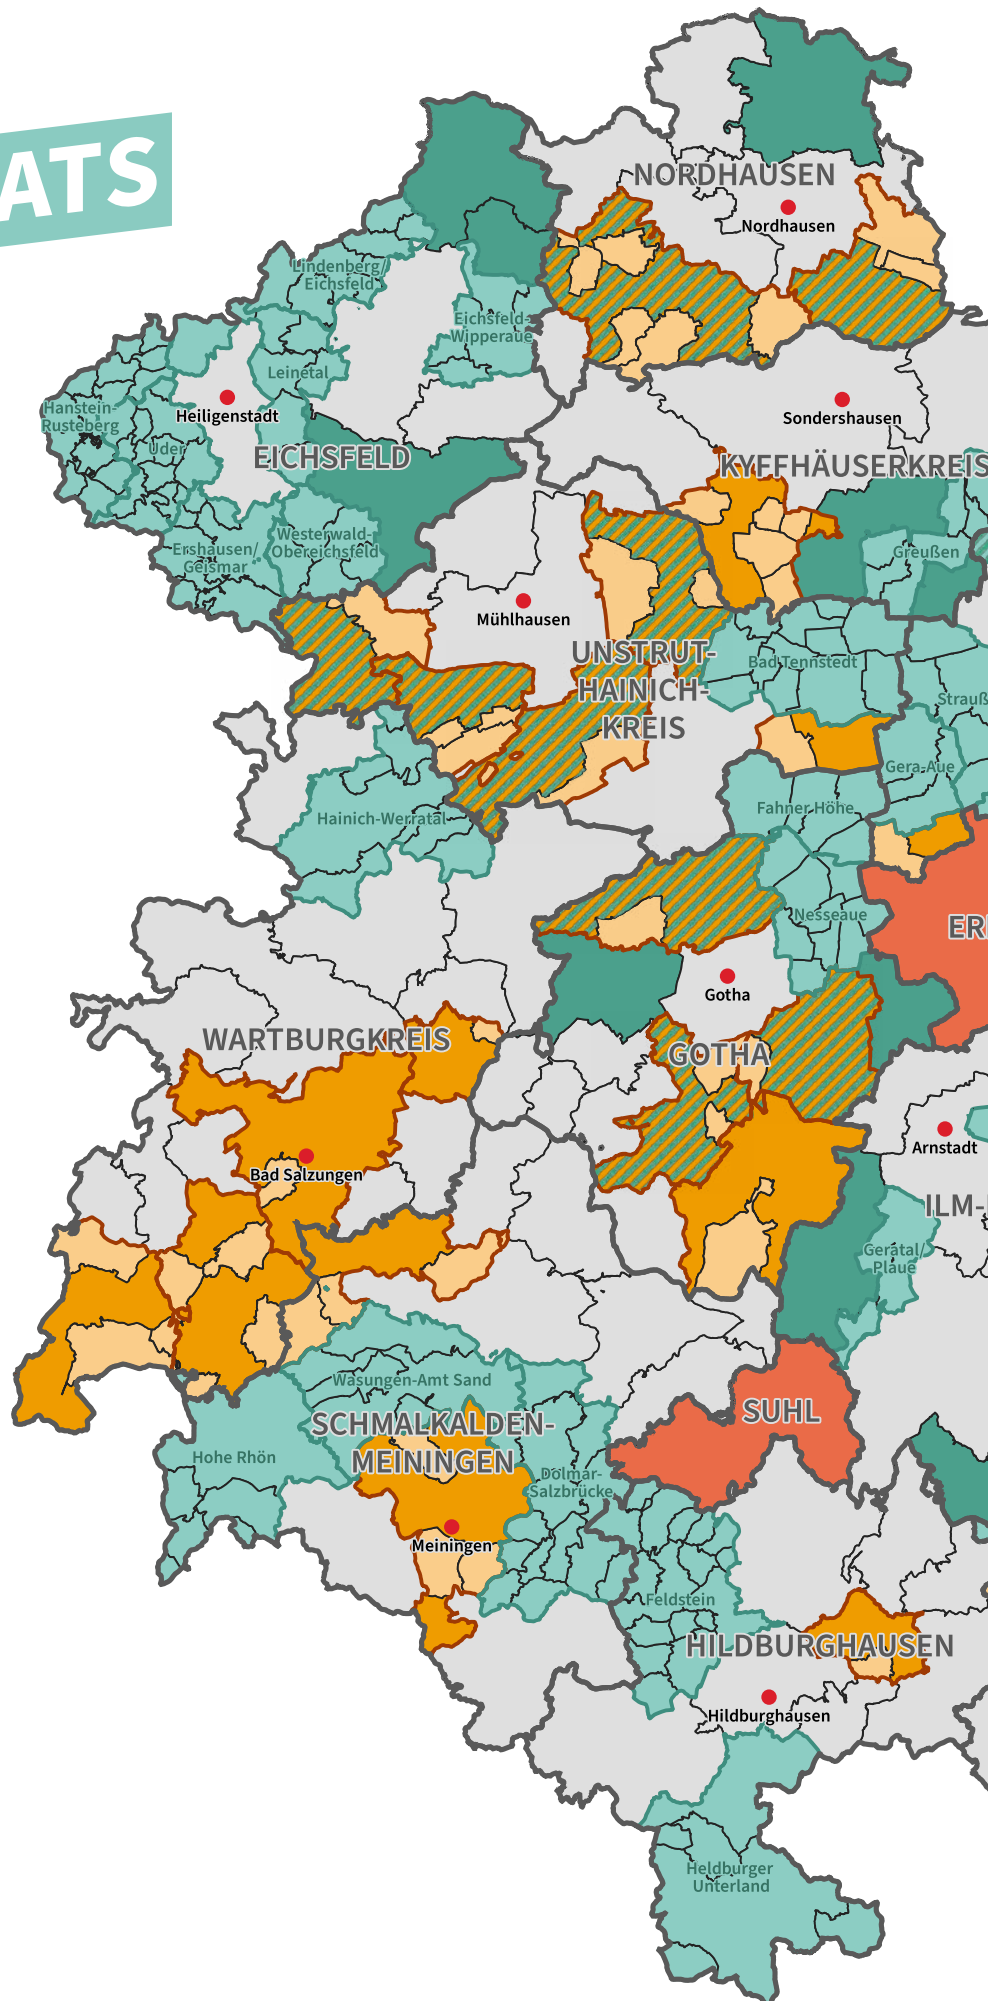 ATS
NORDHAUSEN
Nordhausen
Lindenberg/
Eichsfeld
Eichsfeld-
Wipperaue
Leinetal
Heiligenstadt
Hanstein-
Rusteberg
Uder
EICHSFELD
Sondershausen
KYFFHÄUSERKREIS
Westerwald-
Obereichsfeld
Ershausen/
Geismar
Greußen
Mühlhausen
UNSTRUT-
HAINICH-
KREIS
Bad Tennstedt
Strauß
Gera-Aue
Fahner Höhe
Hainich-Werratal
Nesseaue
ER
Gotha
WARTBURGKREIS
GOTHA
Arnstadt
Bad Salzungen
ILM-
Geratal/
Plaue
Wasungen-Amt Sand
SCHMALKALDEN-
MEININGEN
SUHL
Hohe Rhön
Dolmar-
Salzbrücke
Meiningen
Feldstein
HILDBURGHAUSEN
Hildburghausen
Heldburger
Unterland